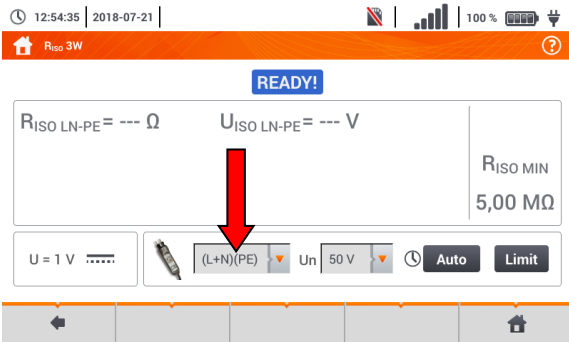 12:54:35 2018-07-21 100 %
RISO 3W ?
READY!
RISO LN-PE= --- Ω UISO LN-PE= --- V
RISO MIN
5,00 MΩ
U = 1 V (L+N)(PE) Un 50 V Auto Limit